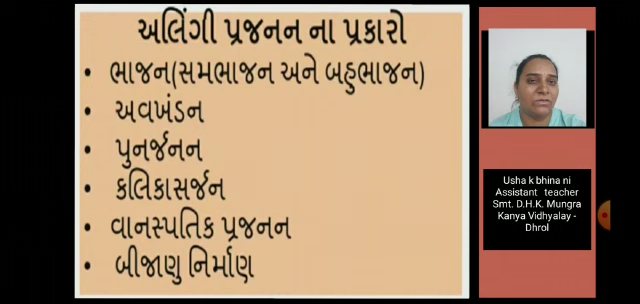 અલિંગી પ્રજનન ના પ્રકારો
• ભાજન(સમભાજન અને બહુભાજન)
• અવખંડન
• પુનર્જનન
• કલિકાસર્જન
• વાનસ્પતિક પ્રજનન
• બીજાણુ નિર્માણ
Usha k bhina ni
Assistant teacher
Smt. D.H.K. Mungra
Kanya Vidhyalay -
Dhrol